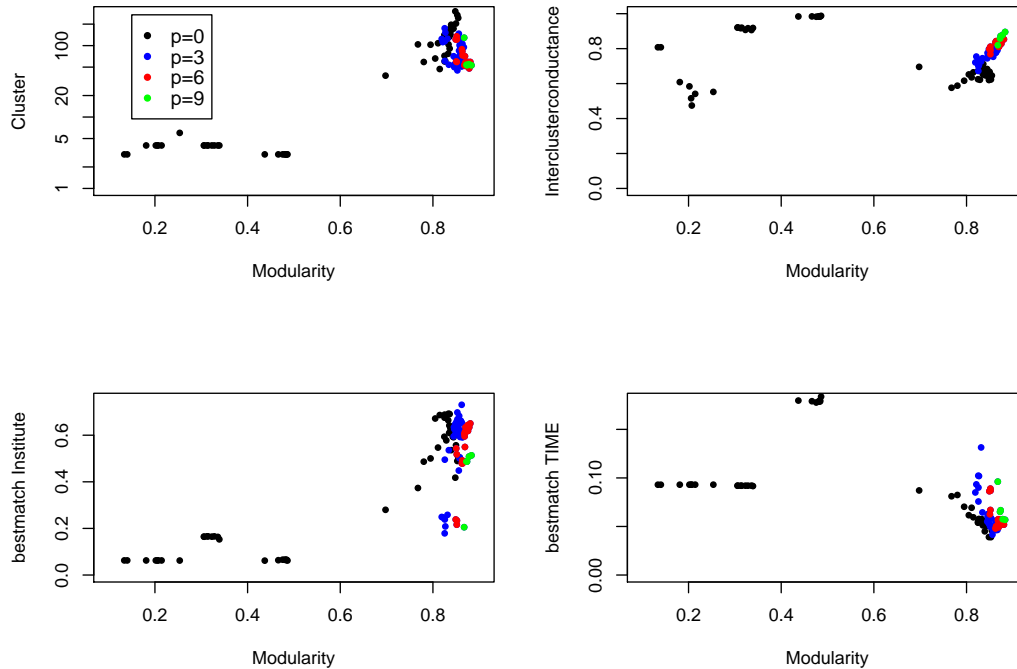 Cluster
1 5 20 100
p=0
p=3
p=6
p=9
0.2 0.4 0.6 0.8
Modularity
Interclusterconductance
0.0 0.4 0.8
0.2 0.4 0.6 0.8
Modularity
bestmatch Institute
0.0 0.2 0.4 0.6
0.2 0.4 0.6 0.8
Modularity
bestmatch TIME
0.00 0.10
0.2 0.4 0.6 0.8
Modularity